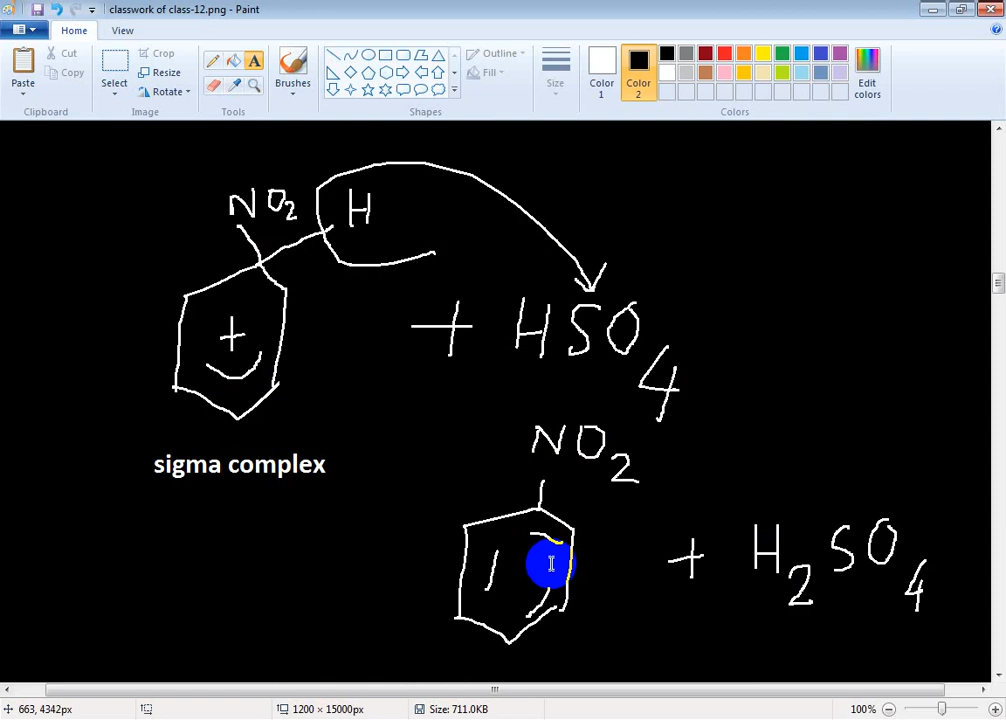 classwork of class-12.png - Paint
Home View
Paste Cut Copy Clipboard
Select Crop Resize Rotate Image
A Tools
Brushes
Outline Fill Shapes
Size
Color 1 Color 2 Edit colors Colors
NO2 H
+
+ HSO4
sigma complex
NO2
+ H2SO4
663, 4342px 1200 × 15000px Size: 711.0KB 100%